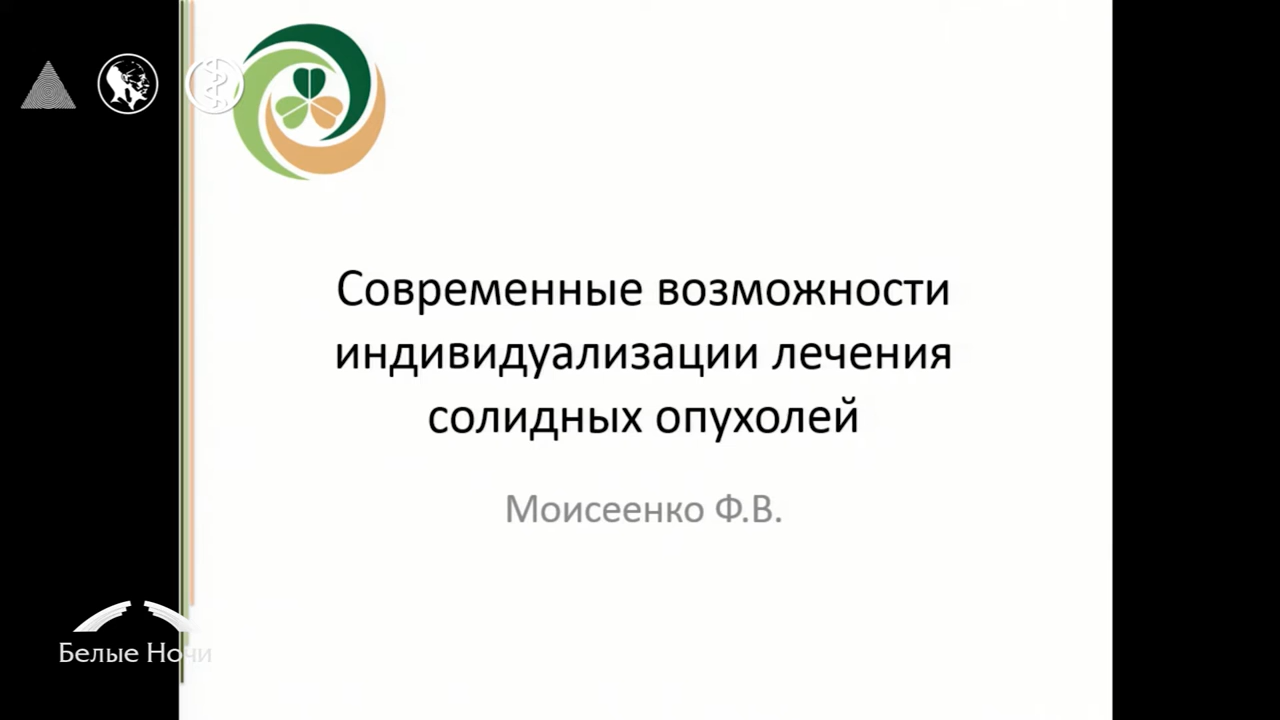 Современные возможности
индивидуализации лечения
солидных опухолей
Моисеенко Ф.В.
Белые Ночи